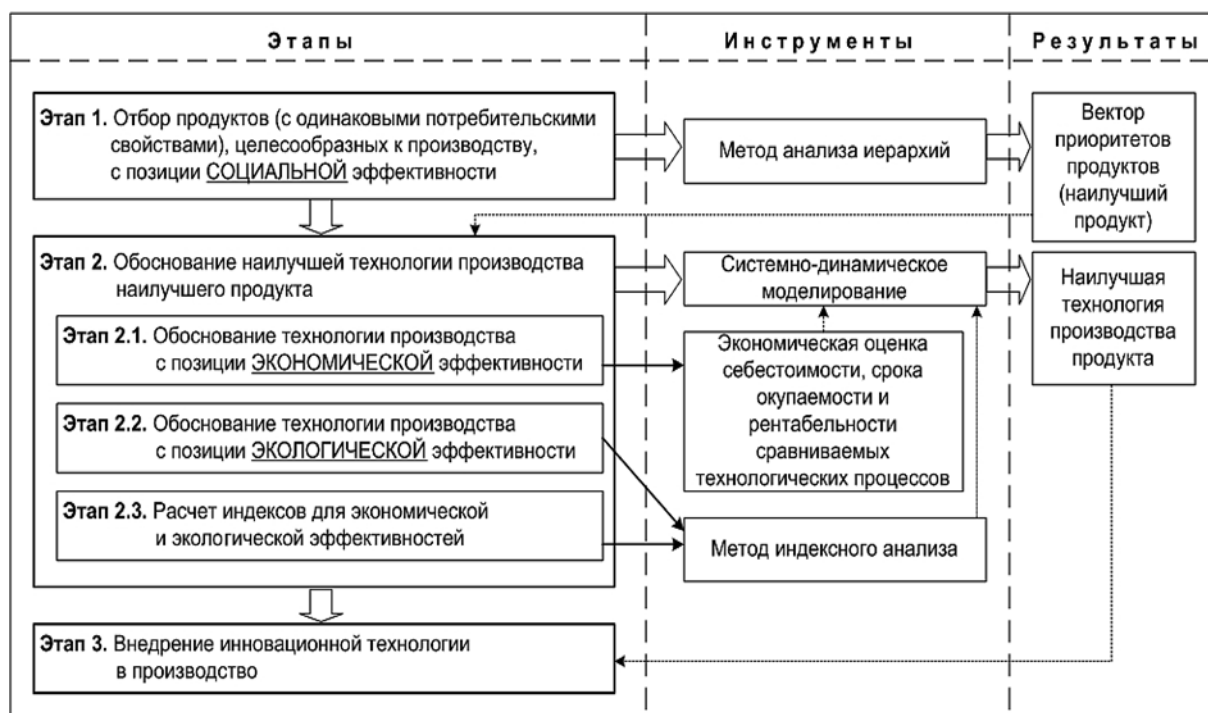 Этапы
Инструменты
Результаты
Этап 1. Отбор продуктов (с одинаковыми потребительскими
свойствами), целесообразных к производству,
с позиции СОЦИАЛЬНОЙ эффективности
Метод анализа иерархий
Вектор
приоритетов
продуктов
(наилучший
продукт)
Этап 2. Обоснование наилучшей технологии производства
наилучшего продукта
Системно-динамическое
моделирование
Наилучшая
технология
производства
продукта
Этап 2.1. Обоснование технологии производства
с позиции ЭКОНОМИЧЕСКОЙ эффективности
Экономическая оценка
себестоимости, срока
окупаемости и
рентабельности
сравниваемых
технологических процессов
Этап 2.2. Обоснование технологии производства
с позиции ЭКОЛОГИЧЕСКОЙ эффективности
Этап 2.3. Расчет индексов для экономической
и экологической эффективностей
Метод индексного анализа
Этап 3. Внедрение инновационной технологии
в производство